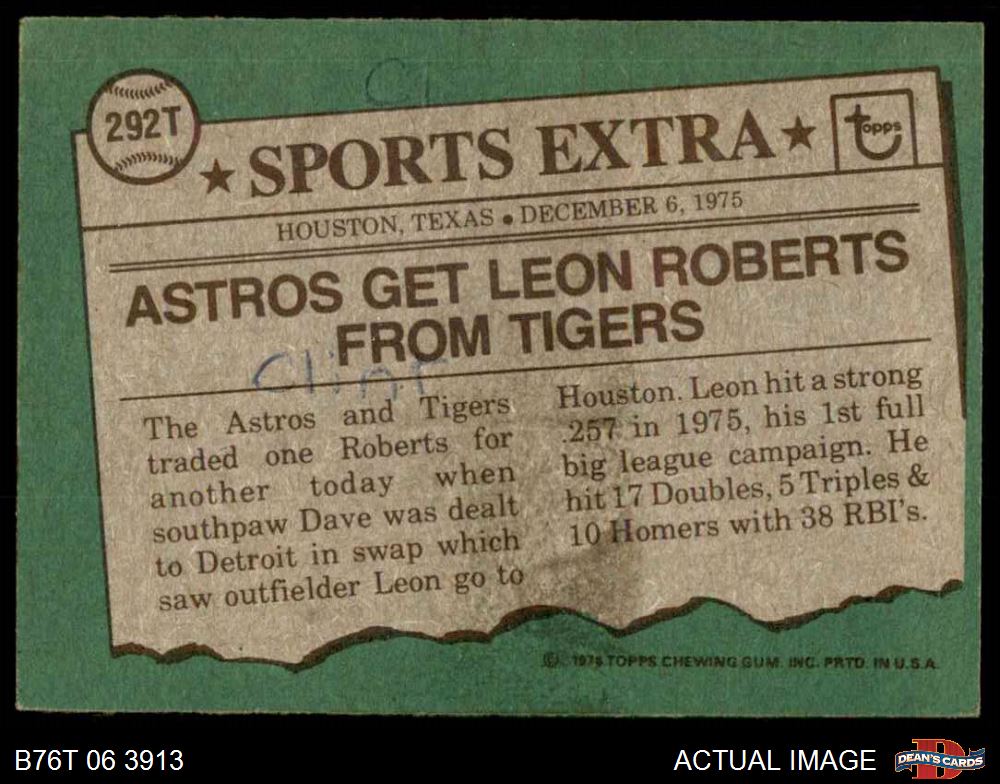 292T
★ SPORTS EXTRA ★
topps
HOUSTON, TEXAS • DECEMBER 6, 1975
ASTROS GET LEON ROBERTS
FROM TIGERS
The Astros and Tigers
traded one Roberts for
another today when
southpaw Dave was dealt
to Detroit in swap which
saw outfielder Leon go to
Houston. Leon hit a strong
.257 in 1975, his 1st full
big league campaign. He
hit 17 Doubles, 5 Triples &
10 Homers with 38 RBI's.
© 1976 TOPPS CHEWING GUM. INC. PRTD. IN U.S.A.
B76T 06 3913
ACTUAL IMAGE
DEAN'S CARDS